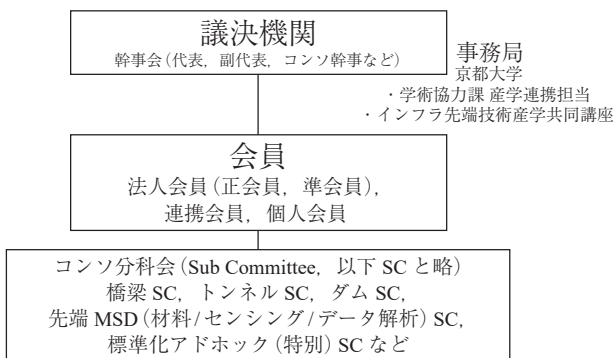 議決機関
幹事会(代表，副代表，コンソ幹事など)
事務局
京都大学
・学術協力課 産学連携担当
・インフラ先端技術産学共同講座
会員
法人会員(正会員，準会員)，
連携会員，個人会員
コンソ分科会(Sub Committee，以下 SC と略)
橋梁 SC，トンネル SC，ダム SC，
先端 MSD(材料/センシング/データ解析) SC，
標準化アドホック(特別) SC など